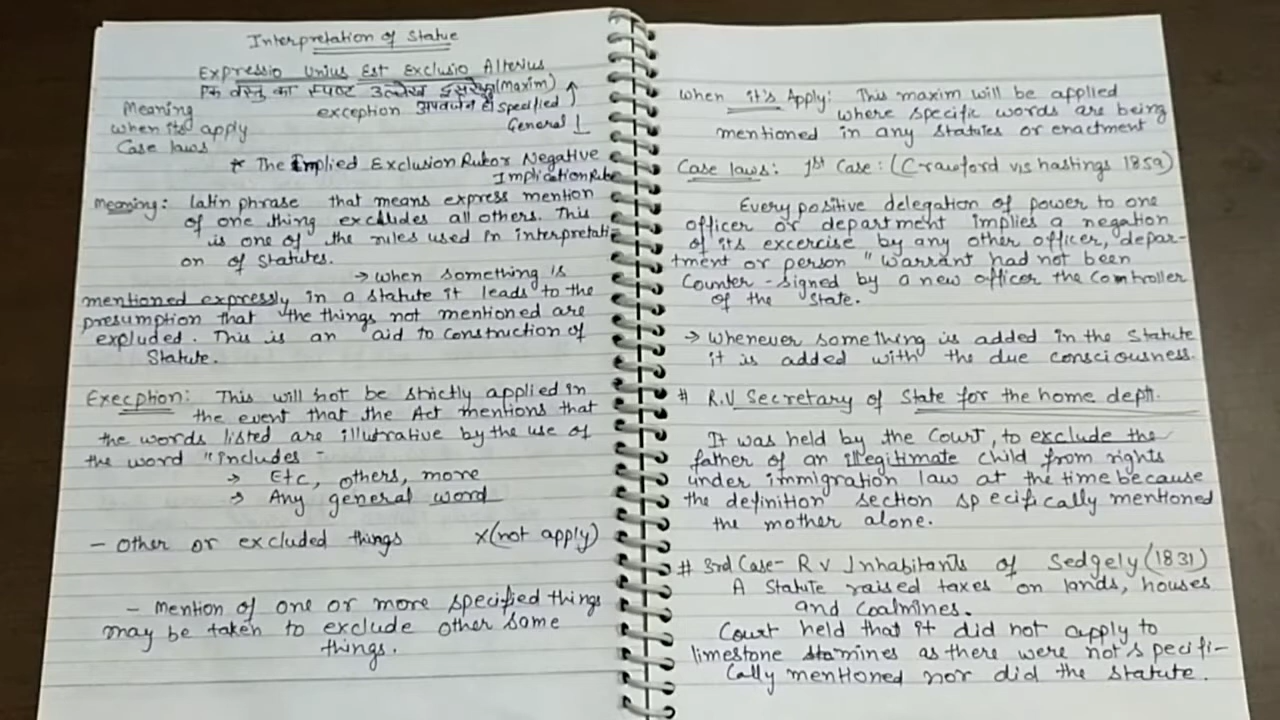 Interpretation of Statue
Expressio Unius Est Exclusio Alterius
एक वस्तु का स्पष्ट उल्लेख दूसरे का (Maxim)
Meaning exception अपवर्जन है specified
when its apply General
Case laws
* The Implied Exclusion Rule or Negative
Implication Rule
Meaning: latin phrase that means express mention
of one thing excludes all others. This
is one of the rules used in interpretati
on of statutes.
→ when something is
mentioned expressly in a statute it leads to the
presumption that the things not mentioned are
excluded. This is an aid to construction of
Statute.
Execption: This will not be strictly applied in
the event that the Act mentions that
the words listed are illutrative by the use of
the word "includes -
→ Etc, others, more
→ Any general word
- Other or excluded things x(not apply)
- Mention of one or more specified things
may be taken to exclude other same
things.
When it's Apply: This maxim will be applied
where specific words are being
mentioned in any statutes or enactment
Case laws: 1st Case: (Crawford v/s hastings 1859)
Every positive delegation of power to one
officer or department implies a negation
of its excercise by any other officer, depar-
tment or person " warrant had not been
Counter-signed by a new officer the Controller
of the State.
→ Whenever something is added in the Statute
it is added with the due consciousness.
# R.V Secretary of State for the home deptt.
It was held by the Court, to exclude the
father of an illegitimate child from rights
under immigration law at the time because
the definition section specifically mentioned
the mother alone.
# 3rd Case- R v Inhabitants of Sedgely (1831)
A Statute raised taxes on lands, houses
and Coalmines.
Court held that it did not apply to
limestone mines as there were not specifi-
cally mentioned nor did the statute.